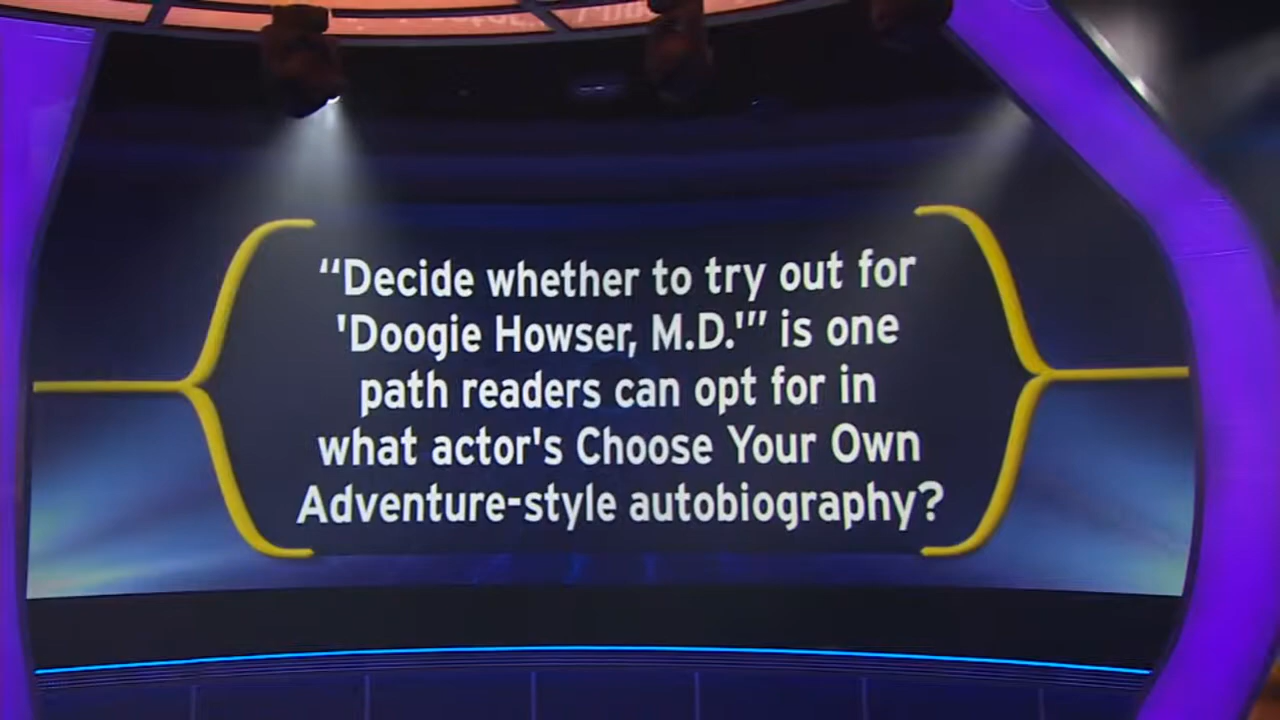 “Decide whether to try out for
'Doogie Howser, M.D.'” is one
path readers can opt for in
what actor's Choose Your Own
Adventure-style autobiography?